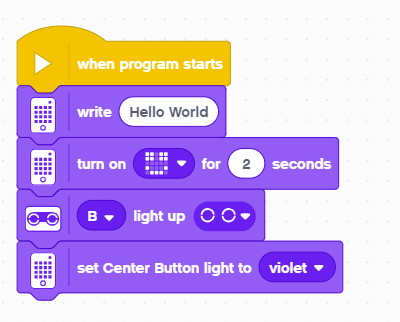 when program starts
write Hello World
turn on for 2 seconds
B light up
set Center Button light to violet